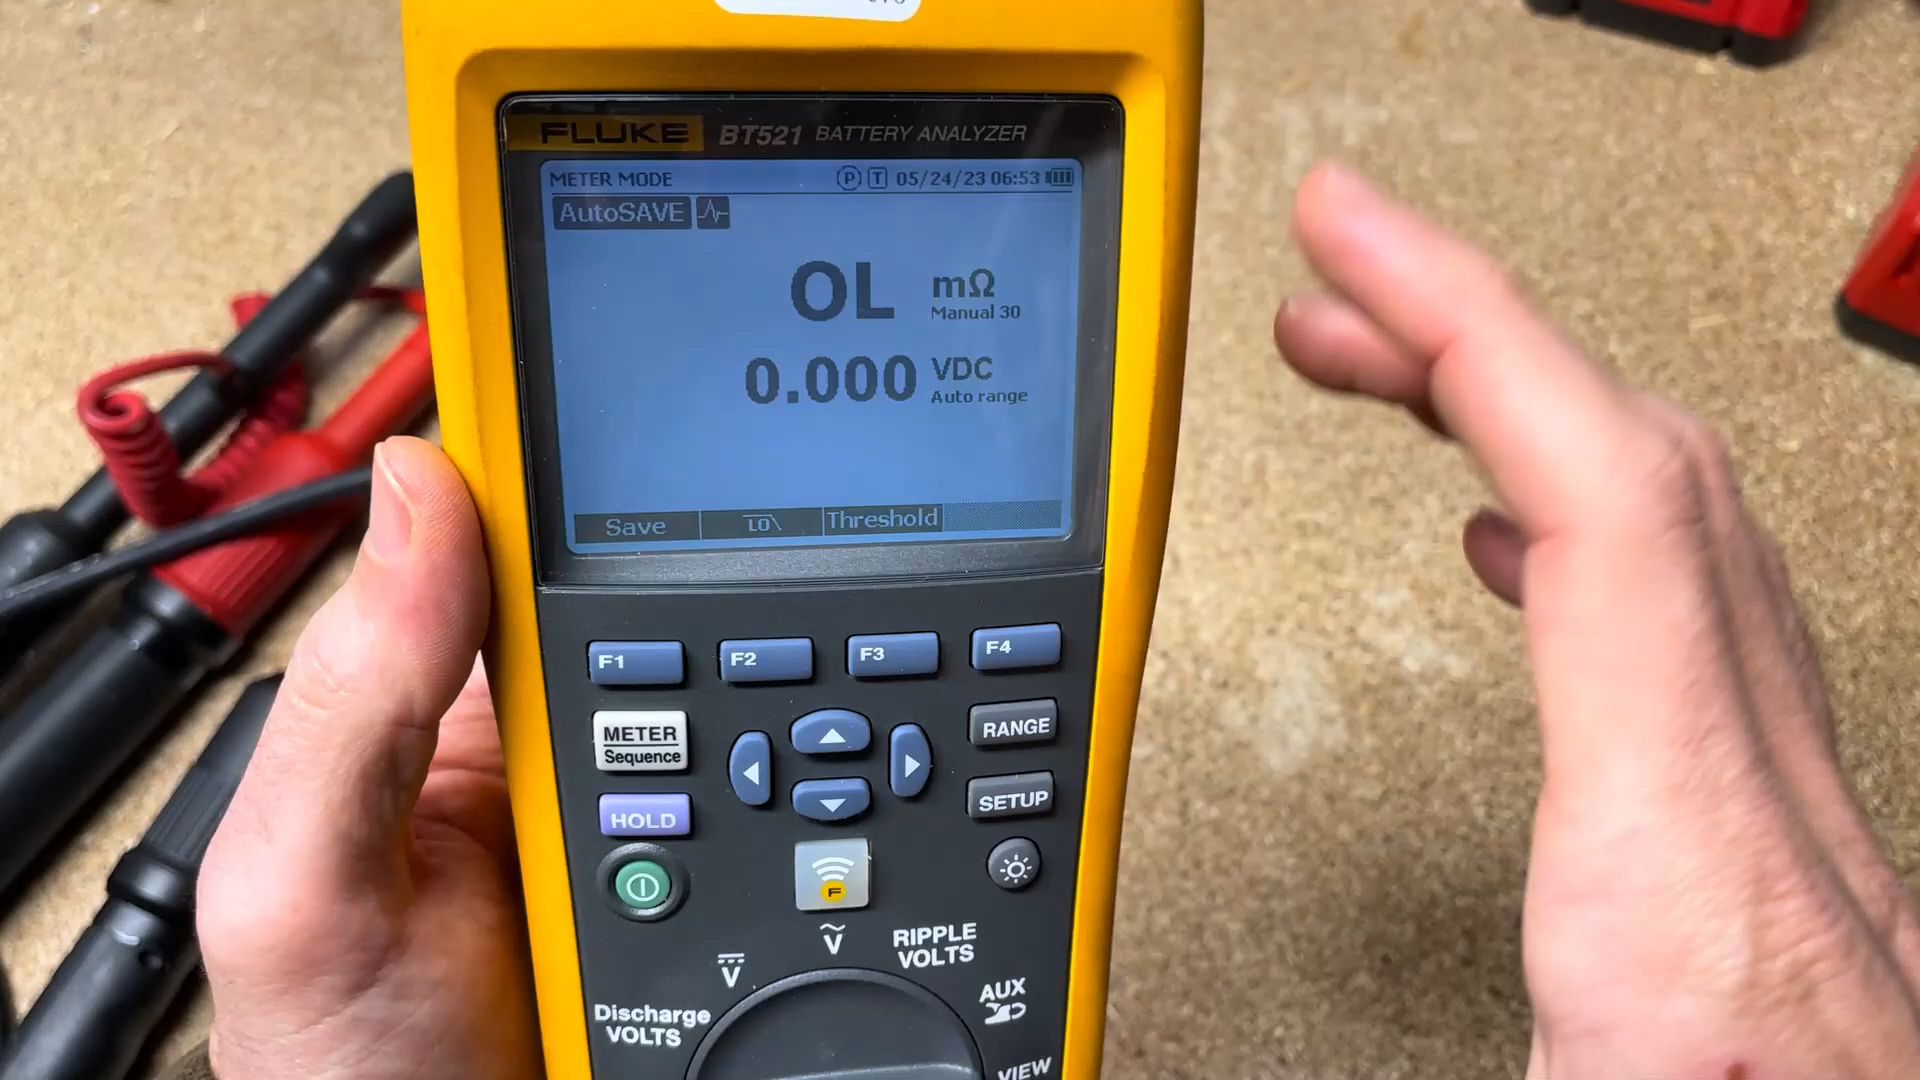 FLUKE BT521 BATTERY ANALYZER
METER MODE P T 05/24/23 06:53
AutoSAVE
OL mΩ
Manual 30
0.000 VDC
Auto range
Save LO Threshold
F1 F2 F3 F4
METER
Sequence
RANGE
HOLD
SETUP
F
V
V
RIPPLE
VOLTS
Discharge
VOLTS
AUX
VIEW